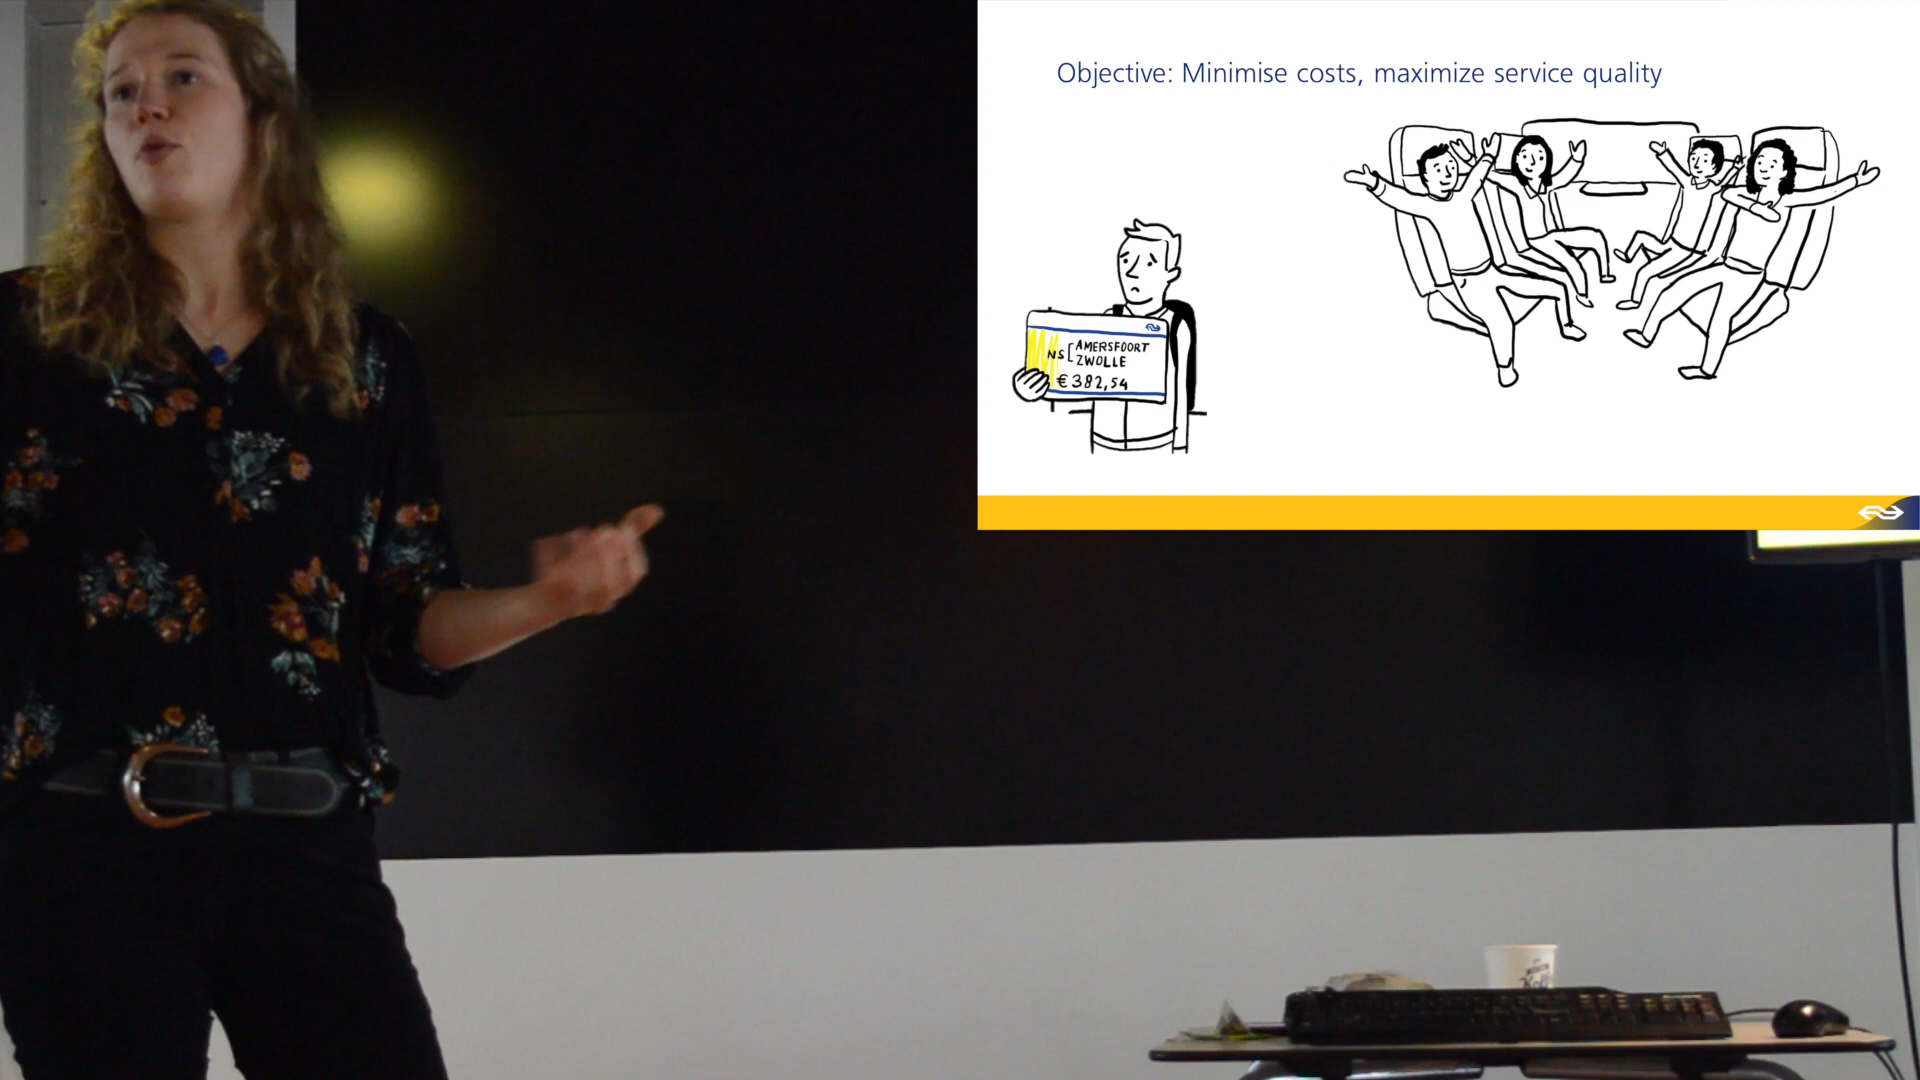 Objective: Minimise costs, maximize service quality
NS
AMERSFOORT
ZWOLLE
€382,54